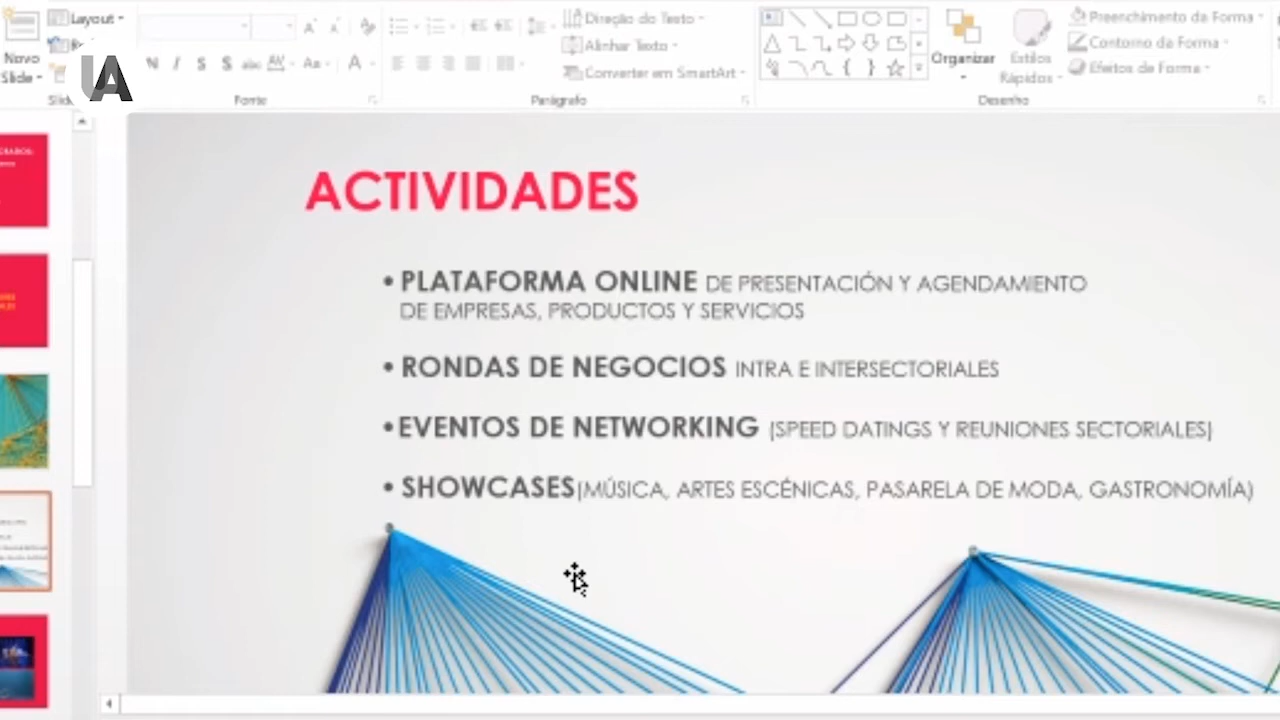 Layout
Direção do Texto
Novo
Slide
Alinhar Texto
Converter em SmartArt
Fonte
Parágrafo
Organizar
Estilos
Rápidos
Preenchimento da Forma
Contorno da Forma
Efeitos de Forma
Desenho
UA
ACTIVIDADES
• PLATAFORMA ONLINE DE PRESENTACIÓN Y AGENDAMIENTO
DE EMPRESAS, PRODUCTOS Y SERVICIOS
• RONDAS DE NEGOCIOS INTRA E INTERSECTORIALES
•EVENTOS DE NETWORKING (SPEED DATINGS Y REUNIONES SECTORIALES)
• SHOWCASES(MÚSICA, ARTES ESCÉNICAS, PASARELA DE MODA, GASTRONOMÍA)